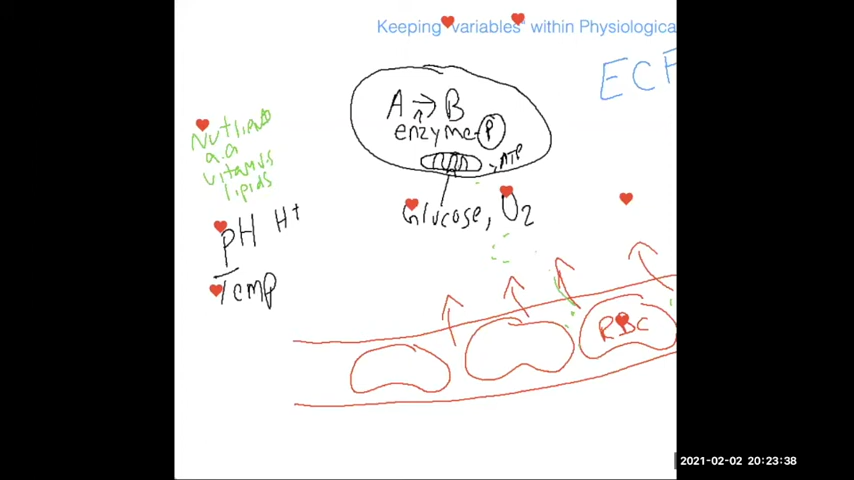 Keeping "variables" within Physiologica
ECF
A → B
enzyme-P
ATP
Glucose, O2
Nutrients
a.a
vitamins
lipids
pH H+
Temp
RBC
2021-02-02 20:23:38